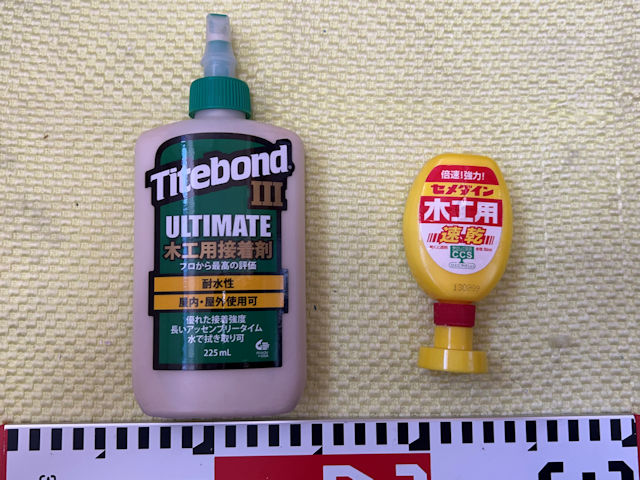 Titebond
III
ULTIMATE
木工用接着剤
プロから最高の評価
耐水性
屋内・屋外使用可
優れた接着強度
長いアッセンブリータイム
水で拭き取り可
225 mL
倍速!強力!
セメダイン
木工用
速乾
CCS
130999